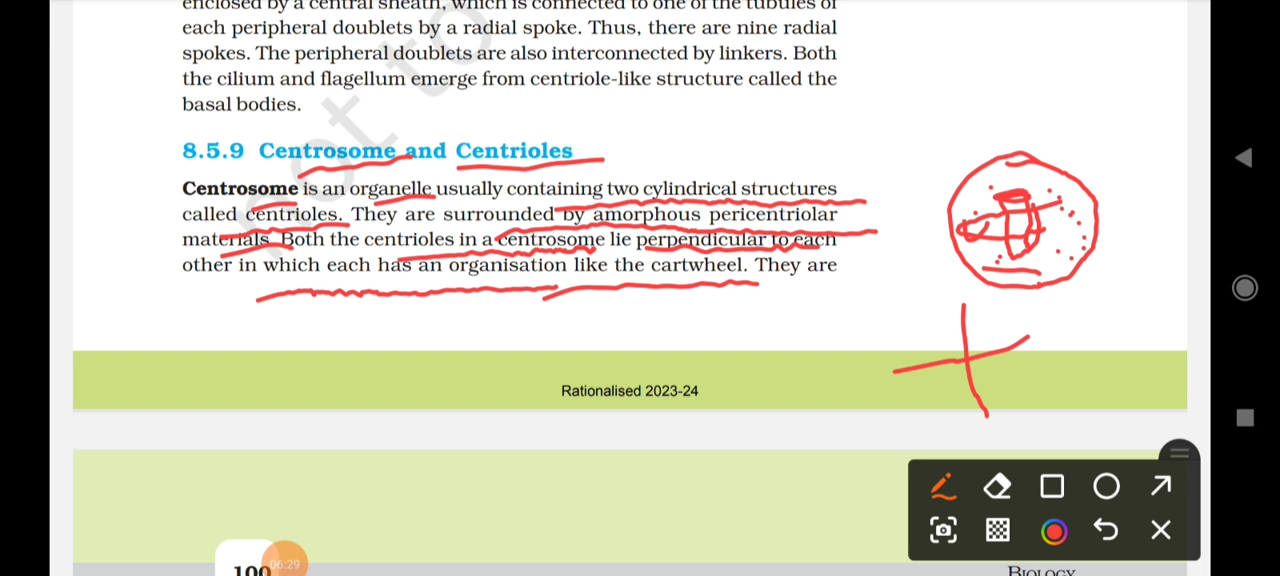 enclosed by a central sheath, which is connected to one of the tubules of
each peripheral doublets by a radial spoke. Thus, there are nine radial
spokes. The peripheral doublets are also interconnected by linkers. Both
the cilium and flagellum emerge from centriole-like structure called the
basal bodies.
8.5.9 Centrosome and Centrioles
Centrosome is an organelle usually containing two cylindrical structures
called centrioles. They are surrounded by amorphous pericentriolar
materials. Both the centrioles in a centrosome lie perpendicular to each
other in which each has an organisation like the cartwheel. They are
not to
Rationalised 2023-24
100
06:29
BIOLOGY